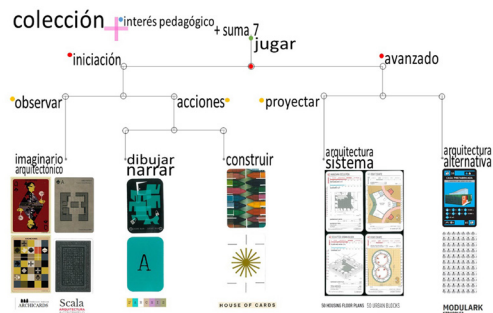 colección
interés pedagógico
+ suma 7
jugar
iniciación
avanzado
observar
acciones
proyectar
imaginario
arquitectónico
dibujar
narrar
construir
arquitectura
sistema
arquitectura
alternativa
A
ARCHICARDS
Scala
ARQUITECTURA
HOUSE OF CARDS
50 HOUSING FLOOR PLANS
50 URBAN BLOCKS
MODULARK